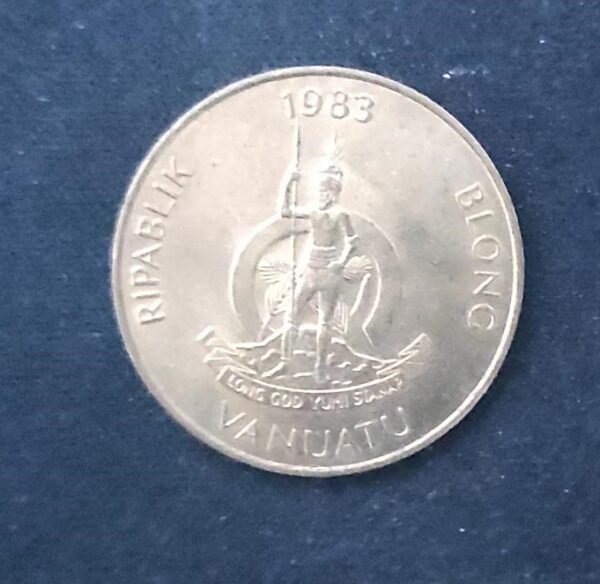 1983
RIPABLIK
BLONG
LONG GOD YUMI STANAP
VANUATU